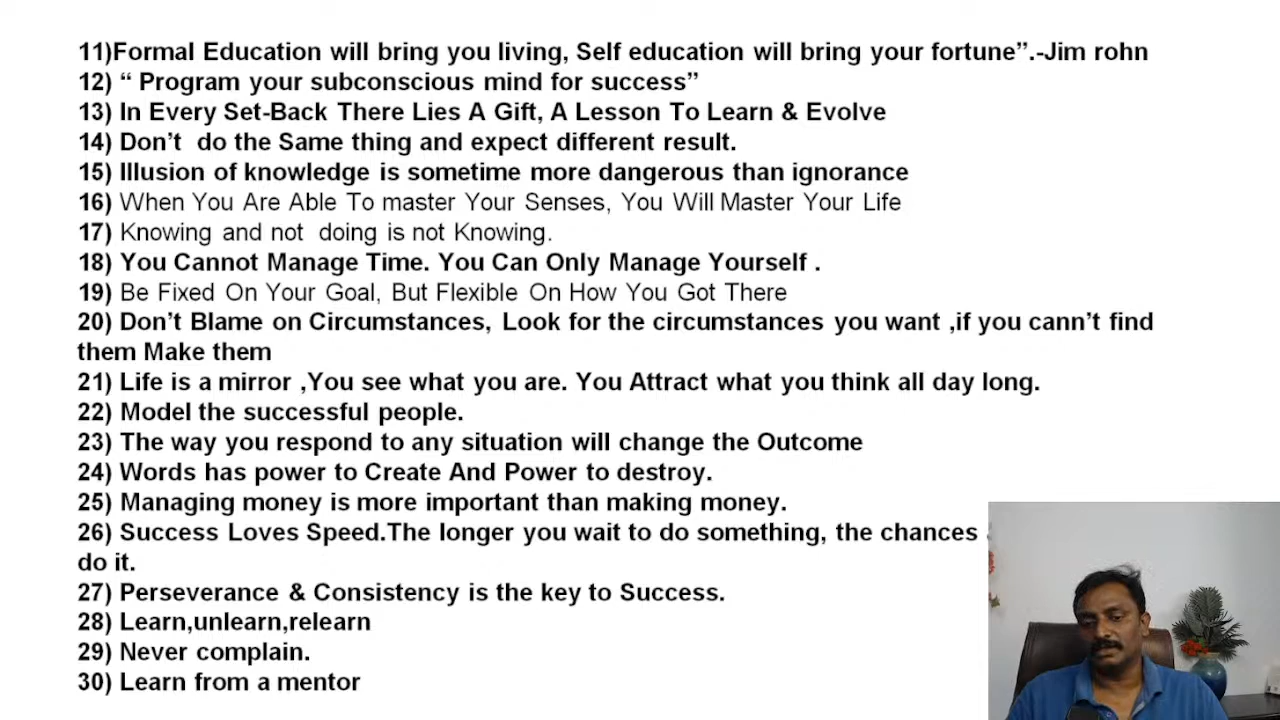 11)Formal Education will bring you living, Self education will bring your fortune”.-Jim rohn
12) “ Program your subconscious mind for success”
13) In Every Set-Back There Lies A Gift, A Lesson To Learn & Evolve
14) Don’t  do the Same thing and expect different result.
15) Illusion of knowledge is sometime more dangerous than ignorance
16) When You Are Able To master Your Senses, You Will Master Your Life
17) Knowing and not  doing is not Knowing.
18) You Cannot Manage Time. You Can Only Manage Yourself .
19) Be Fixed On Your Goal, But Flexible On How You Got There
20) Don’t Blame on Circumstances, Look for the circumstances you want ,if you cann’t find
them Make them
21) Life is a mirror ,You see what you are. You Attract what you think all day long.
22) Model the successful people.
23) The way you respond to any situation will change the Outcome
24) Words has power to Create And Power to destroy.
25) Managing money is more important than making money.
26) Success Loves Speed.The longer you wait to do something, the chances
do it.
27) Perseverance & Consistency is the key to Success.
28) Learn,unlearn,relearn
29) Never complain.
30) Learn from a mentor